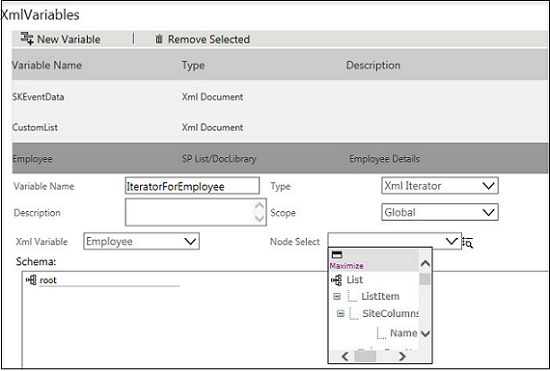 XmlVariables
New Variable | Remove Selected
Variable Name Type Description
SKEventData Xml Document
CustomList Xml Document
Employee SP List/DocLibrary Employee Details
Variable Name IteratorForEmployee Type Xml Iterator
Description Scope Global
Xml Variable Employee Node Select
Schema:
root
Maximize
List
ListItem
SiteColumns
Name